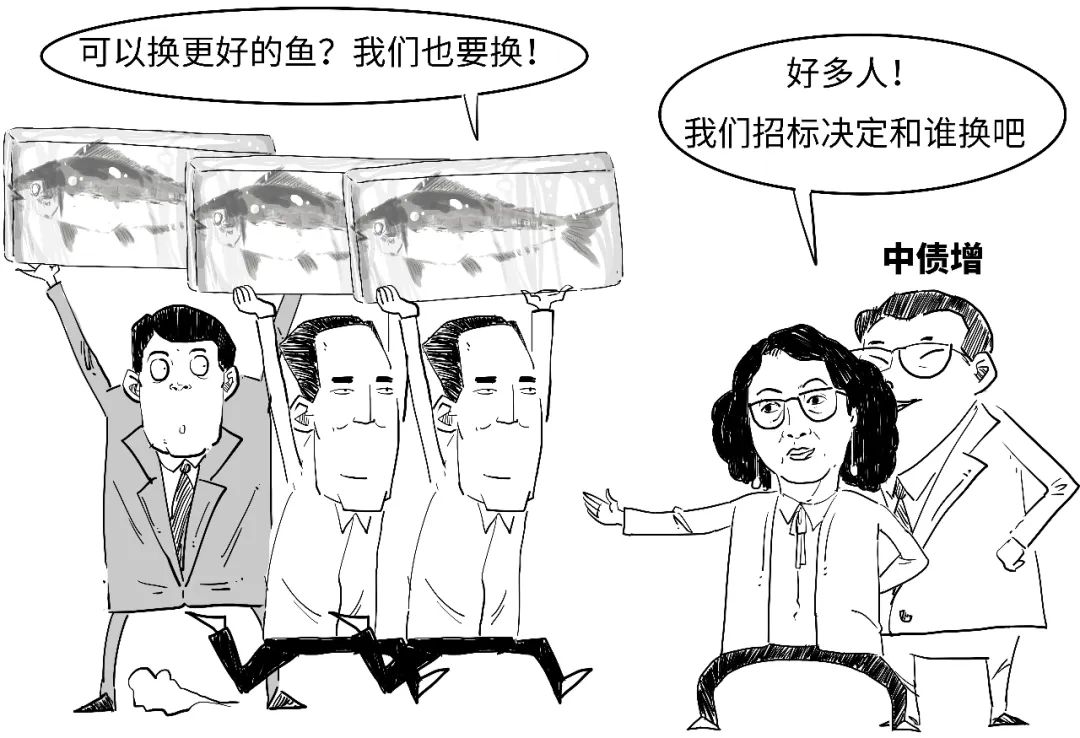 可以换更好的鱼？我们也要换！
好多人！
我们招标决定和谁换吧
中债增